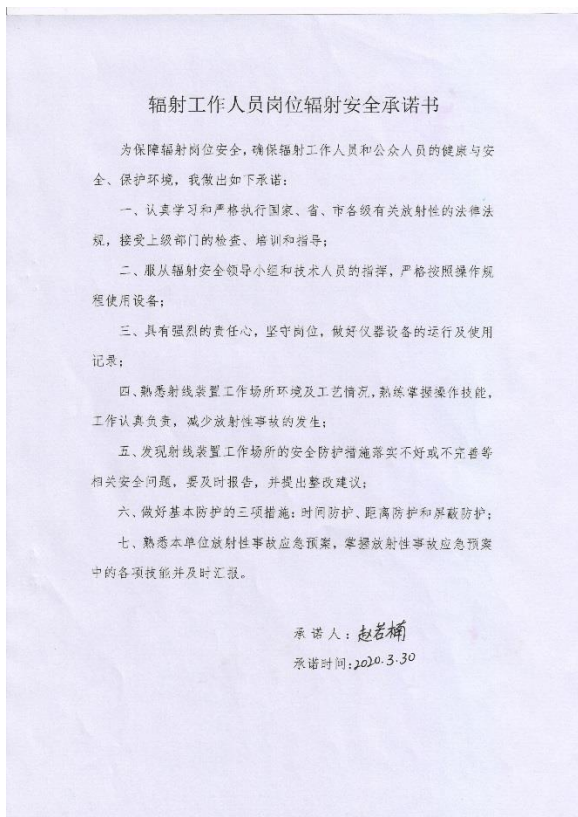 辐射工作人员岗位辐射安全承诺书
为保障辐射岗位安全,确保辐射工作人员和公众人员的健康与安
全、保护环境，我做出如下承诺：
一、认真学习和严格执行国家、省、市各级有关放射性的法律法
规，接受上级部门的检查、培训和指导；
二、服从辐射安全领导小组和技术人员的指挥，严格按照操作规
程使用设备；
三、具有强烈的责任心，坚守岗位，做好仪器设备的运行及使用
记录；
四、熟悉射线装置工作场所环境及工艺情况,熟练掌握操作技能,
工作认真负责，减少放射性事故的发生；
五、发现射线装置工作场所的安全防护措施落实不好或不完善等
相关安全问题，要及时报告，并提出整改建议；
六、做好基本防护的三项措施：时间防护、距离防护和屏蔽防护；
七、熟悉本单位放射性事故应急预案，掌握放射性事故应急预案
中的各项技能并及时汇报。
承诺人：赵若楠
承诺时间:2020.3.30